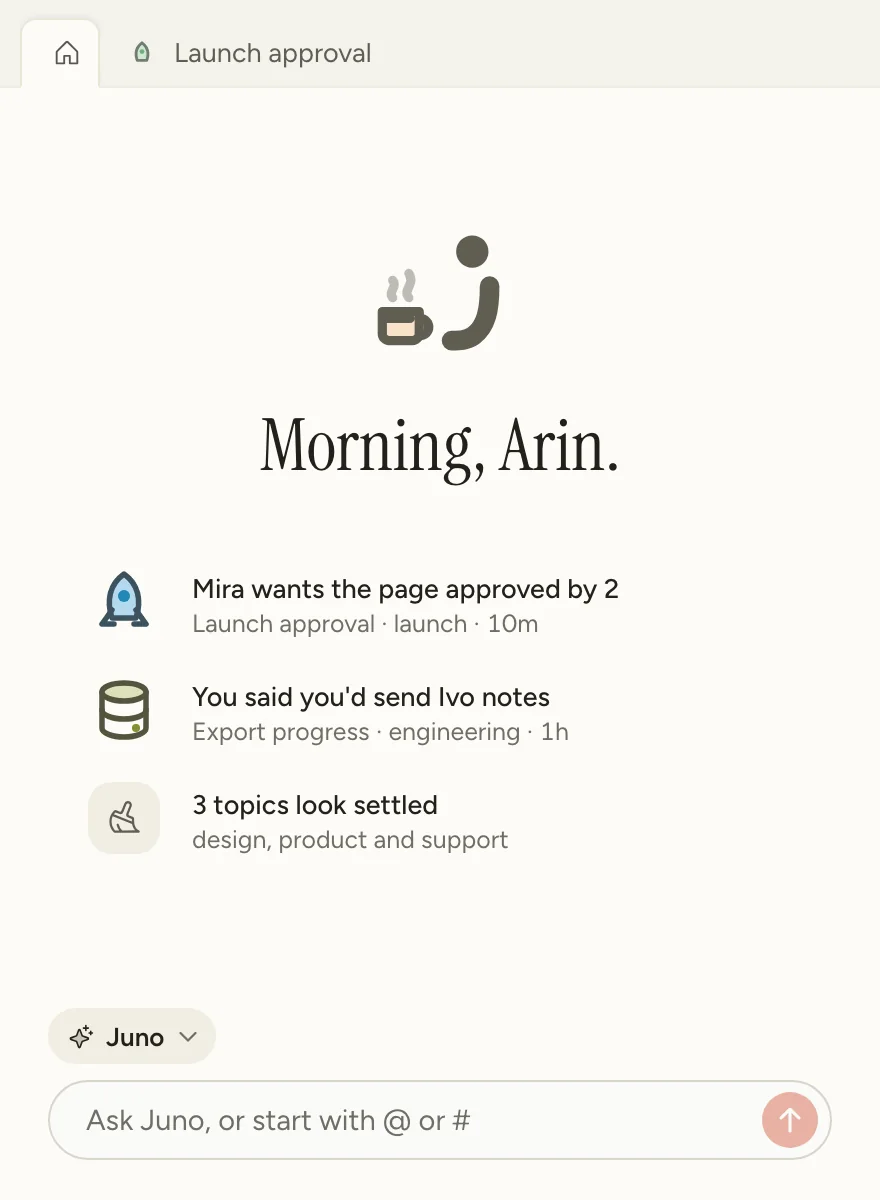 Launch approval
Morning, Arin.
Mira wants the page approved by 2
Launch approval · launch · 10m
You said you'd send Ivo notes
Export progress · engineering · 1h
3 topics look settled
design, product and support
Juno
Ask Juno, or start with @ or #